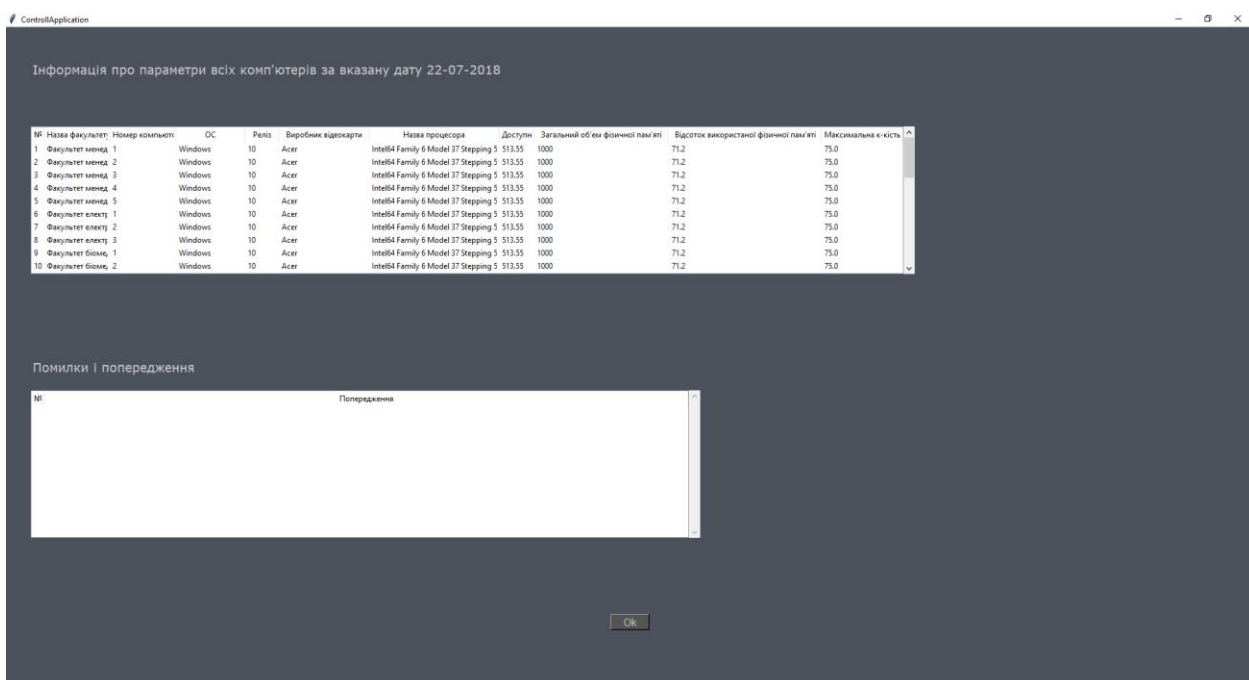 ControllApplication
Інформація про параметри всіх комп'ютерів за вказану дату 22-07-2018
№ Назва факультет Номер компьютс ОС Реліз Виробник відеокарти Назва процесора Доступн Загальний об'ем фізичної пам'яті Відсоток використаної фізичної пам'яті Максимальна к-кість
1 Факультет менед 1 Windows 10 Acer Intel64 Family 6 Model 37 Stepping 5 513.55 1000 71.2 75.0
2 Факультет менед 2 Windows 10 Acer Intel64 Family 6 Model 37 Stepping 5 513.55 1000 71.2 75.0
3 Факультет менед 3 Windows 10 Acer Intel64 Family 6 Model 37 Stepping 5 513.55 1000 71.2 75.0
4 Факультет менед 4 Windows 10 Acer Intel64 Family 6 Model 37 Stepping 5 513.55 1000 71.2 75.0
5 Факультет менед 5 Windows 10 Acer Intel64 Family 6 Model 37 Stepping 5 513.55 1000 71.2 75.0
6 Факультет електр 1 Windows 10 Acer Intel64 Family 6 Model 37 Stepping 5 513.55 1000 71.2 75.0
7 Факультет електр 2 Windows 10 Acer Intel64 Family 6 Model 37 Stepping 5 513.55 1000 71.2 75.0
8 Факультет електр 3 Windows 10 Acer Intel64 Family 6 Model 37 Stepping 5 513.55 1000 71.2 75.0
9 Факультет біоме 1 Windows 10 Acer Intel64 Family 6 Model 37 Stepping 5 513.55 1000 71.2 75.0
10 Факультет біоме 2 Windows 10 Acer Intel64 Family 6 Model 37 Stepping 5 513.55 1000 71.2 75.0
Помилки і попередження
№ Попередження
Ok